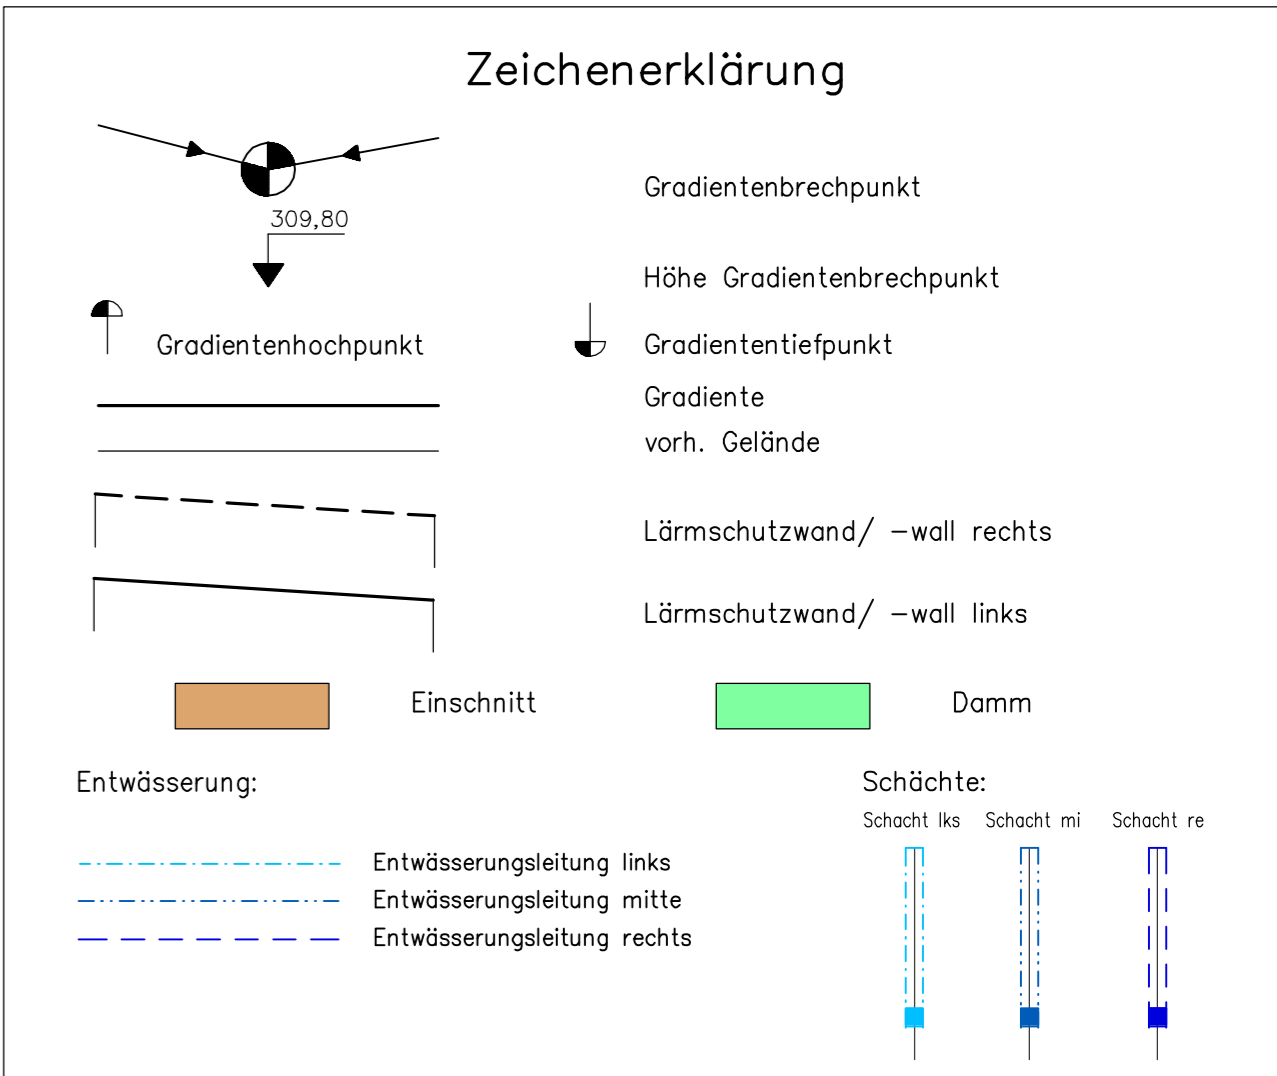 Zeichenerklärung
Gradientenbrechpunkt
309,80
Höhe Gradientenbrechpunkt
Gradientenhochpunkt
Gradiententiefpunkt
Gradiente
vorh. Gelände
Lärmschutzwand/ -wall rechts
Lärmschutzwand/ -wall links
Einschnitt
Damm
Entwässerung:
Schächte:
Schacht lks
Schacht mi
Schacht re
Entwässerungsleitung links
Entwässerungsleitung mitte
Entwässerungsleitung rechts